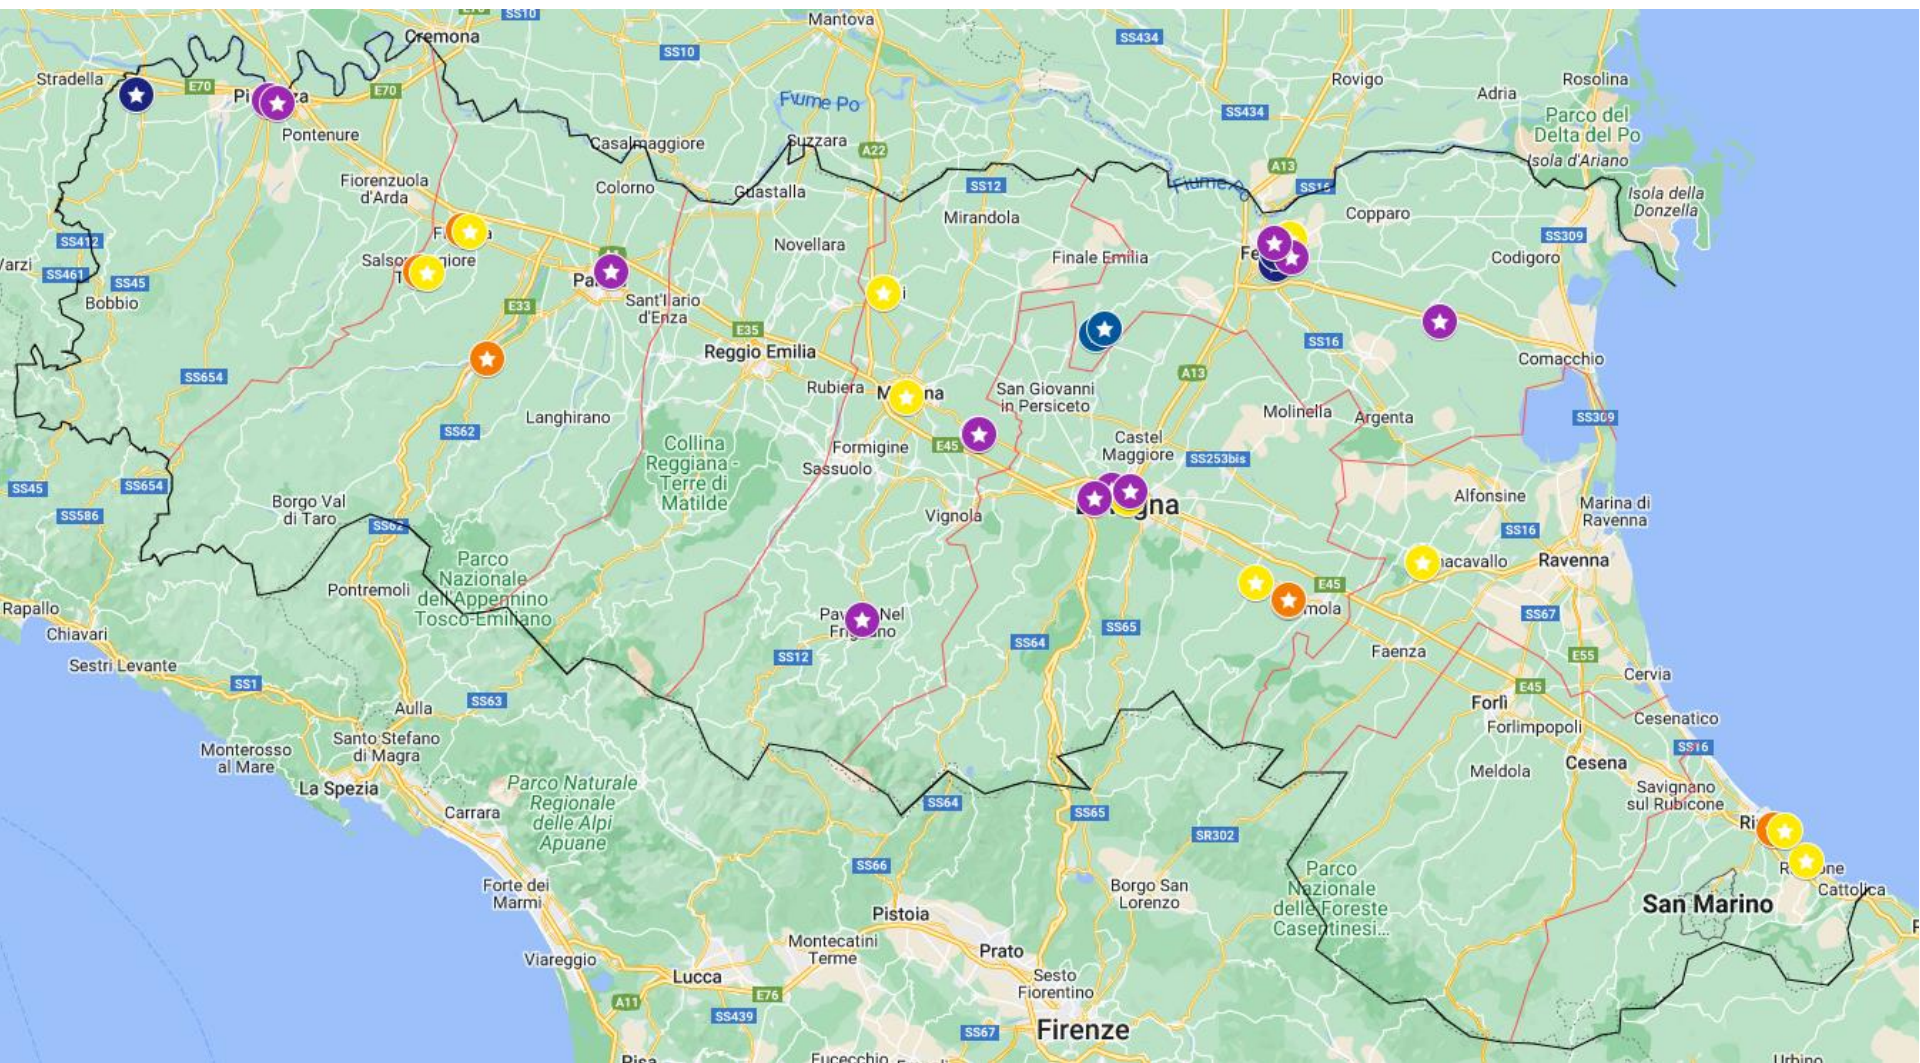 SS10
Mantova
Cremona
SS10
SS434
Stradella
E70
E70
Rovigo
Rosolina
Adria
Fiume Po
SS434
Parco del
Delta del Po
Pontenure
Casalmaggiore
Suzzara
A22
Isola d'Ariano
A13
Fiorenzuola
d'Arda
Colorno
Guastalla
SS12
SS16
Isola della
Donzella
Mirandola
Copparo
SS412
Novellara
Finale Emilia
SS309
Codigoro
SS461
SS45
Bobbio
E33
Sant'Ilario
d'Enza
E35
Reggio Emilia
SS16
Comacchio
SS654
Rubiera
San Giovanni
in Persiceto
A13
Molinella
Argenta
SS309
Langhirano
SS62
Collina
Reggiana -
Terre di
Matilde
Formigine
E45
Castel
Maggiore
SS253bis
Sassuolo
SS45
SS654
Borgo Val
di Taro
SS62
SS586
Vignola
Alfonsine
Marina di
Ravenna
SS16
Ravenna
Parco
Nazionale
dell'Appennino
Tosco-Emiliano
Pontremoli
E45
Rapallo
Chiavari
SS67
SS65
SS64
SS12
Faenza
E55
Sestri Levante
SS1
SS63
Cervia
E45
Forlì
Forlimpopoli
Aulla
Cesenatico
Santo Stefano
di Magra
Monterosso
al Mare
SS16
Cesena
Meldola
La Spezia
Parco Naturale
Regionale
delle Alpi
Apuane
Savignano
sul Rubicone
SS64
SS65
Carrara
SR302
SS66
Parco
Nazionale
delle Foreste
Casentinesi...
Forte dei
Marmi
Borgo San
Lorenzo
Cattolica
San Marino
Pistoia
Montecatini
Terme
Prato
Viareggio
Lucca
Sesto
Fiorentino
E76
A11
SS439
SS67
Firenze